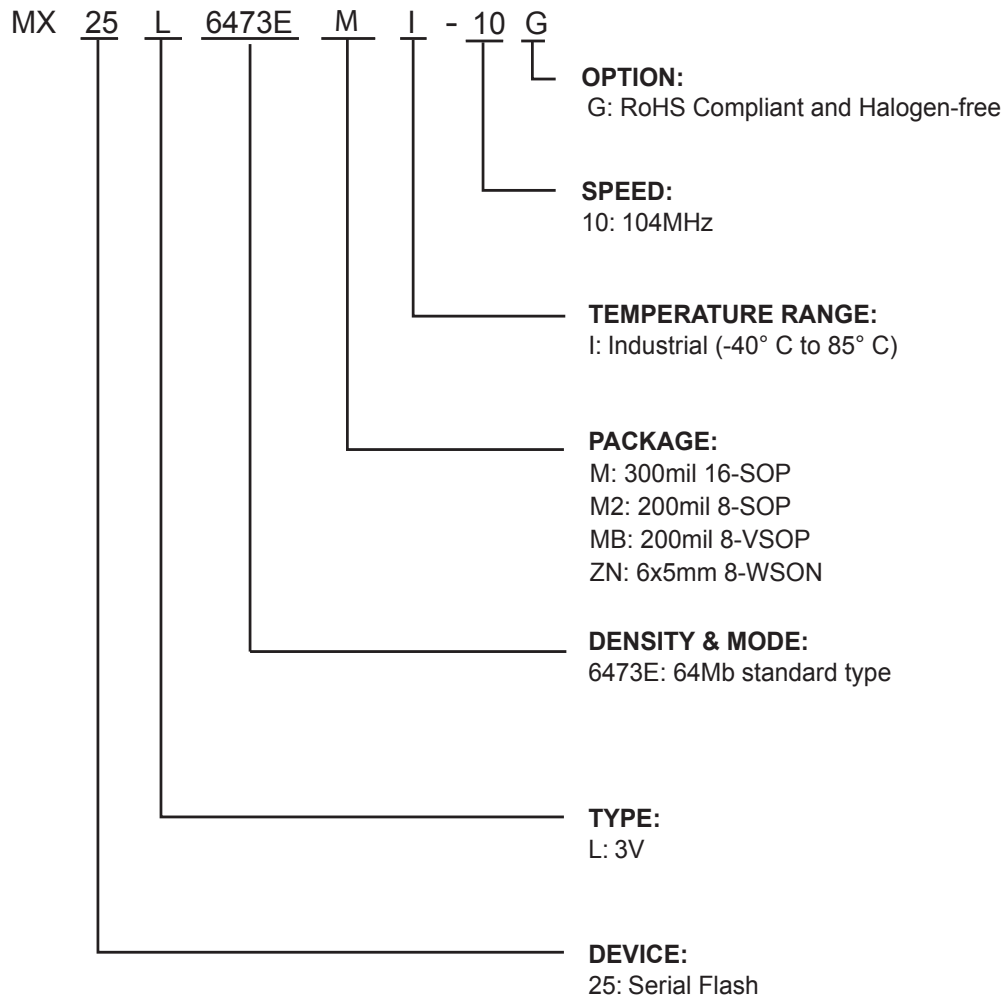 MX 25 L 6473E M I - 10 G
OPTION:
G: RoHS Compliant and Halogen-free
SPEED:
10: 104MHz
TEMPERATURE RANGE:
I: Industrial (-40° C to 85° C)
PACKAGE:
M: 300mil 16-SOP
M2: 200mil 8-SOP
MB: 200mil 8-VSOP
ZN: 6x5mm 8-WSON
DENSITY & MODE:
6473E: 64Mb standard type
TYPE:
L: 3V
DEVICE:
25: Serial Flash